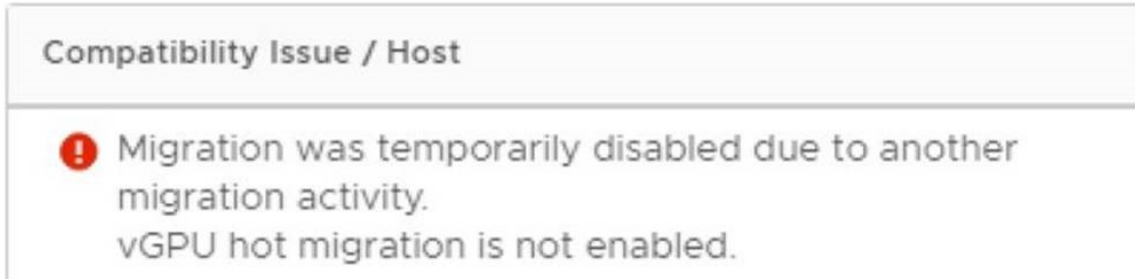 Compatibility Issue / Host
Migration was temporarily disabled due to another
migration activity.
vGPU hot migration is not enabled.